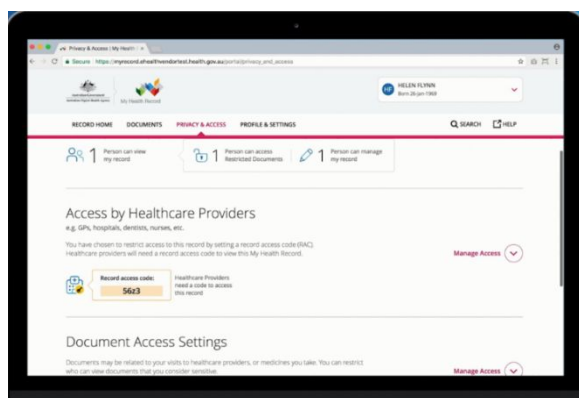 Privacy & Access | My Health
Secure https://myrecord.ehealthvendortest.health.gov.au/portal/privacy_and_access
My Health Record
HELEN FLYNN
Born 26-Jan-1969
HF
RECORD HOME DOCUMENTS PRIVACY & ACCESS PROFILE & SETTINGS SEARCH HELP
1 Person can view my record
1 Person can access Restricted Documents
1 Person can manage my record
Access by Healthcare Providers
e.g. GPs, hospitals, dentists, nurses, etc.
You have chosen to restrict access to this record by setting a record access code (RAC).
Healthcare providers will need a record access code to view this My Health Record.
Manage Access
Record access code:
56z3
Healthcare Providers
need a code to access
this record
Document Access Settings
Documents may be related to your visits to healthcare providers, or medicines you take. You can restrict
who can view documents that you consider sensitive.
Manage Access